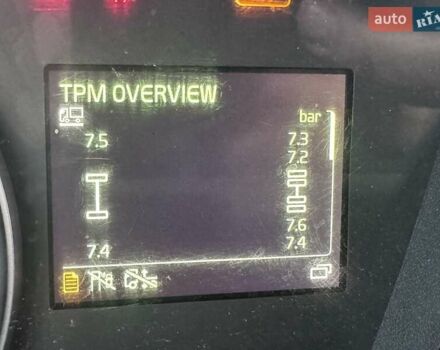 auto RIA
TPM OVERVIEW
bar
7.5 7.3
7.2
7.6
7.4 7.4